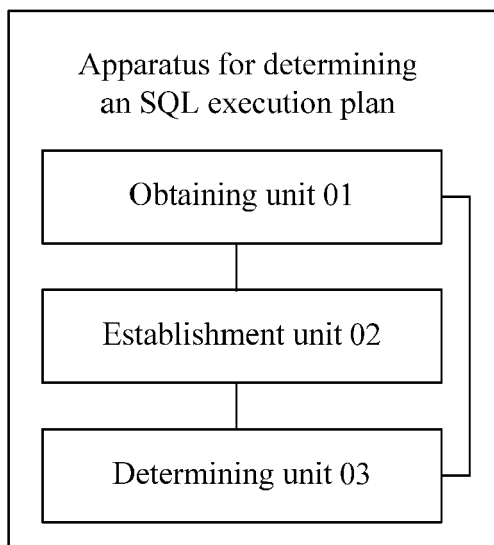 Apparatus for determining
an SQL execution plan
Obtaining unit 01
Establishment unit 02
Determining unit 03